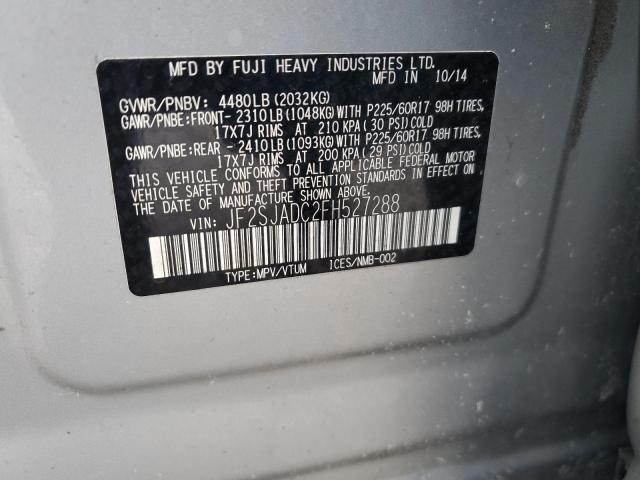 MFD BY FUJI HEAVY INDUSTRIES LTD.
MFD IN 10/14
GVWR/PNBV: 4480LB(2032KG)
GAWR/PNBE:FRONT- 2310LB(1048KG)WITH P225/60R17 98H TIRES,
17X7J RIMS AT 210 KPA(30 PSI)COLD
GAWR/PNBE:REAR - 2410LB(1093KG)WITH P225/60R17 98H TIRES,
17X7J RIMS AT 200 KPA(29 PSI)COLD
THIS VEHICLE CONFORMS TO ALL APPLICABLE FEDERAL MOTOR
VEHICLE SAFETY AND THEFT PREVENTION STANDARDS IN EFFECT ON
THE DATE OF MANUFACTURE SHOWN ABOVE.
VIN: JF2SJADC2FH527288
TYPE:MPV/VTUM ICES/NMB-002